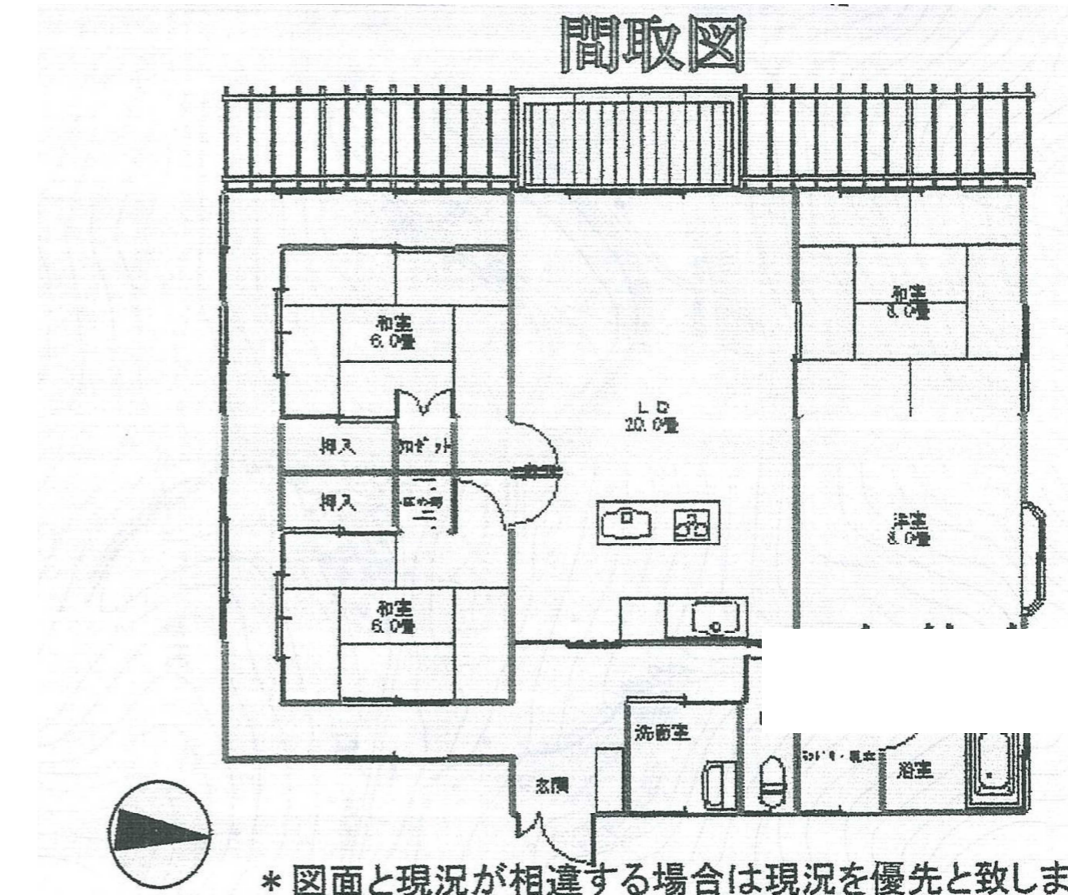 間取図
和室
8.0畳
和室
6.0畳
LD
20.0畳
押入
クロゼット
押入
洋室
8.0畳
和室
6.0畳
洗面室
浴室
玄関
*図面と現況が相違する場合は現況を優先と致しま